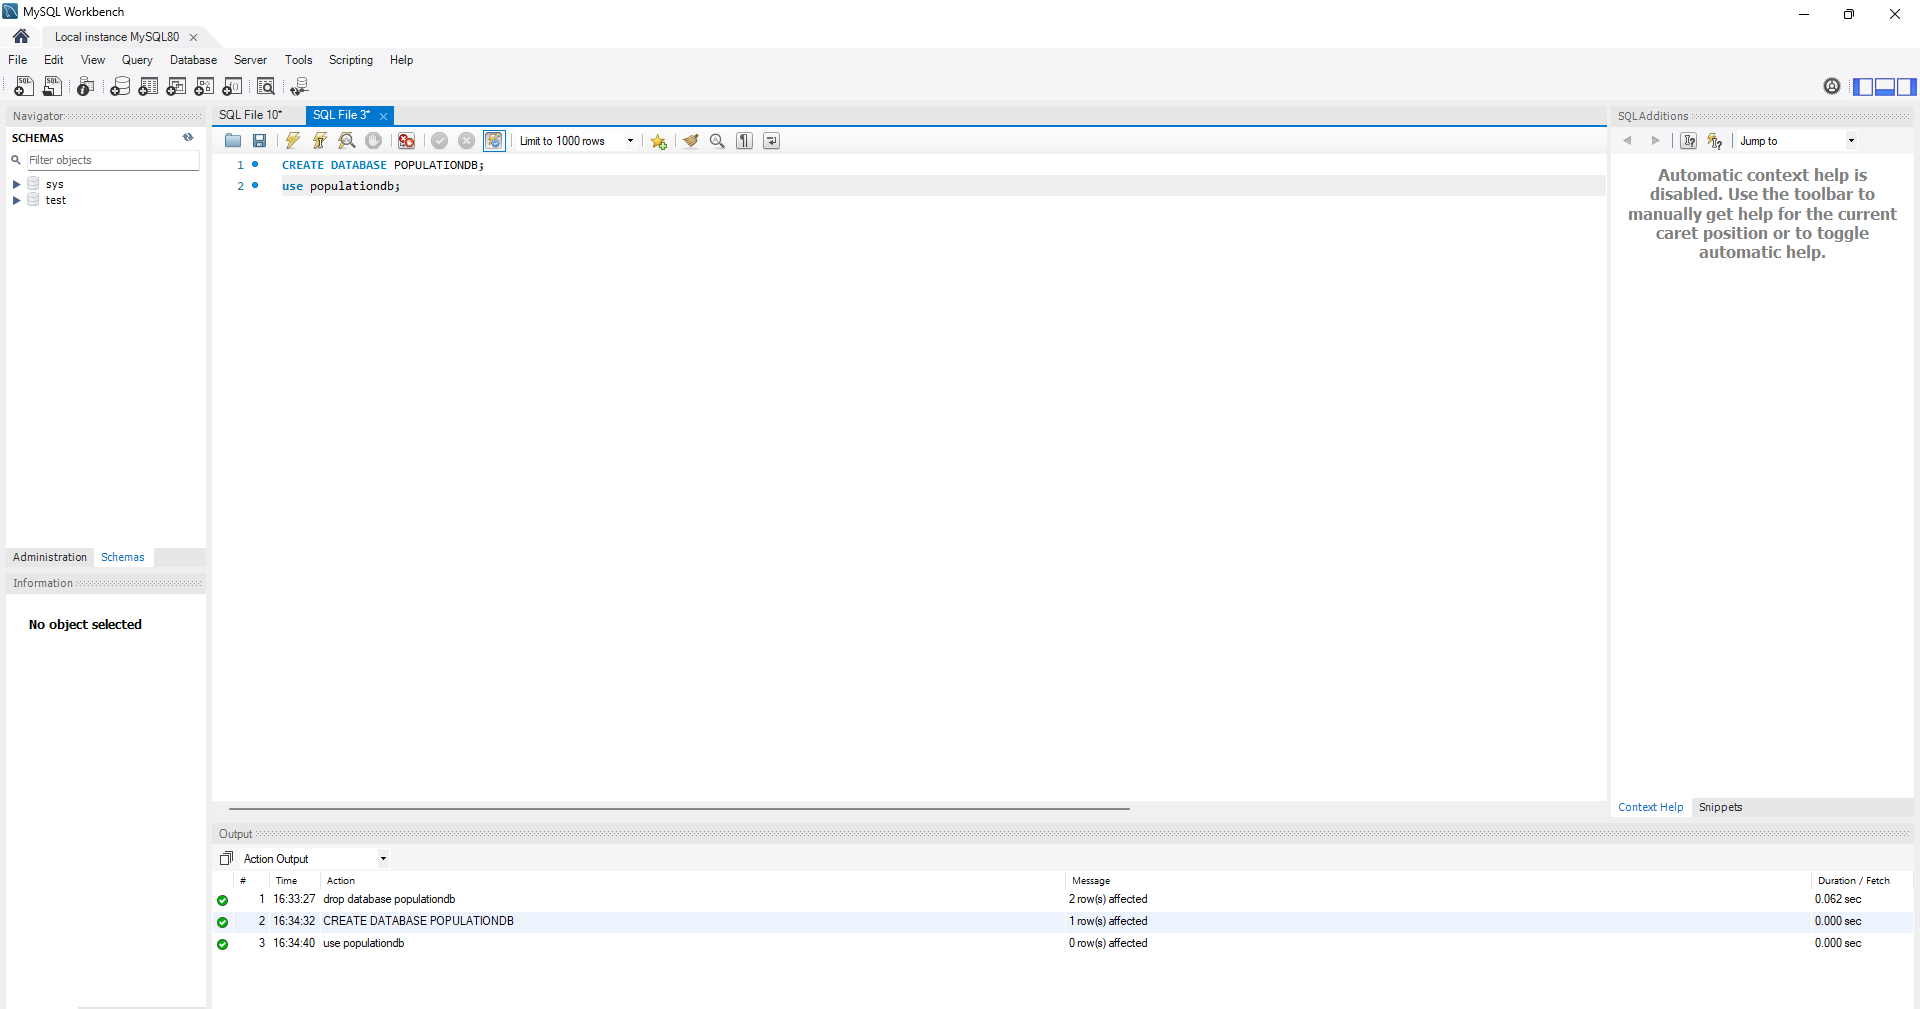 MySQL Workbench
Local instance MySQL80
File Edit View Query Database Server Tools Scripting Help
Navigator
SCHEMAS
Filter objects
sys
test
Administration Schemas
Information
No object selected
SQL File 10* SQL File 3*
Limit to 1000 rows
1 CREATE DATABASE POPULATIONDB;
2 use populationdb;
SQLAdditions
Jump to
Automatic context help is
disabled. Use the toolbar to
manually get help for the current
caret position or to toggle
automatic help.
Context Help Snippets
Output
Action Output
# Time Action Message Duration / Fetch
1 16:33:27 drop database populationdb 2 row(s) affected 0.062 sec
2 16:34:32 CREATE DATABASE POPULATIONDB 1 row(s) affected 0.000 sec
3 16:34:40 use populationdb 0 row(s) affected 0.000 sec